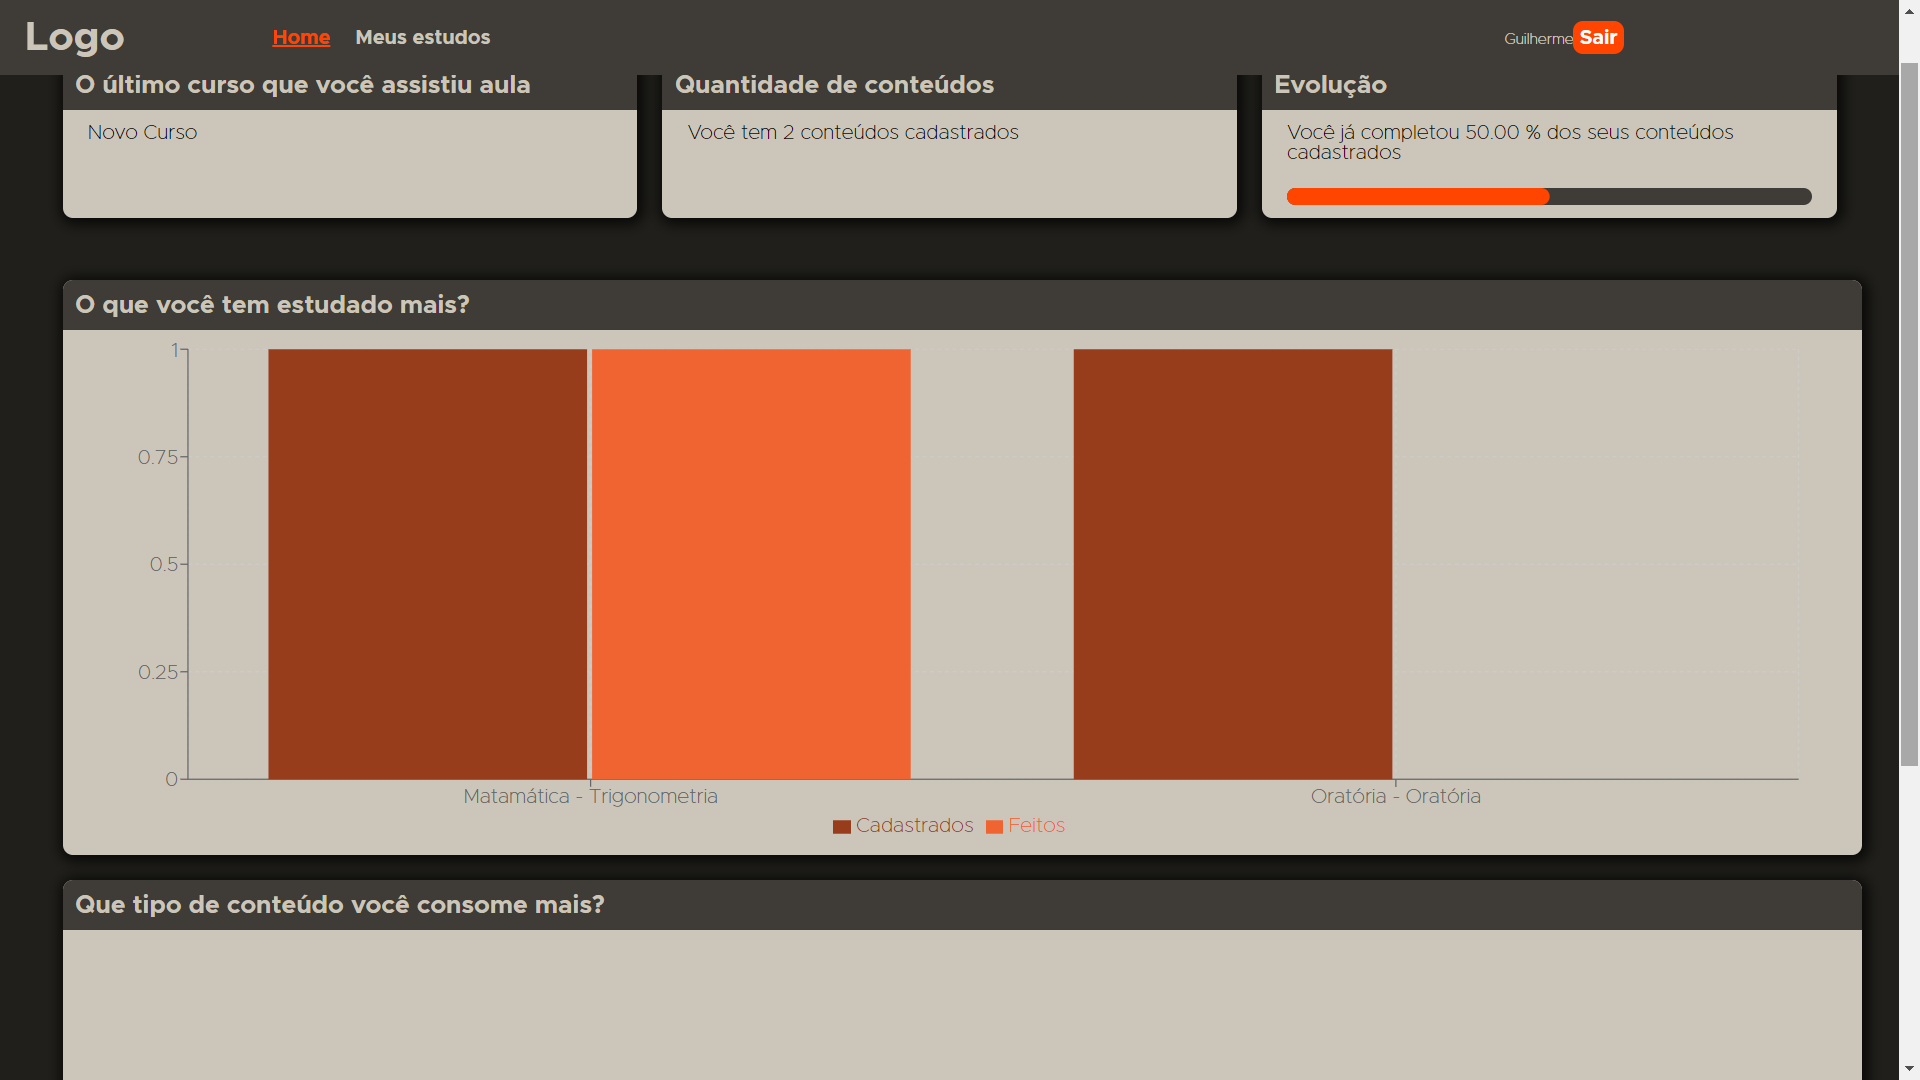 Logo
Home
Meus estudos
Guilherme
Sair
O último curso que você assistiu aula
Novo Curso
Quantidade de conteúdos
Você tem 2 conteúdos cadastrados
Evolução
Você já completou 50.00 % dos seus conteúdos
cadastrados
O que você tem estudado mais?
1
0.75
0.5
0.25
0
Matamática - Trigonometria
Oratória - Oratória
Cadastrados
Feitos
Que tipo de conteúdo você consome mais?